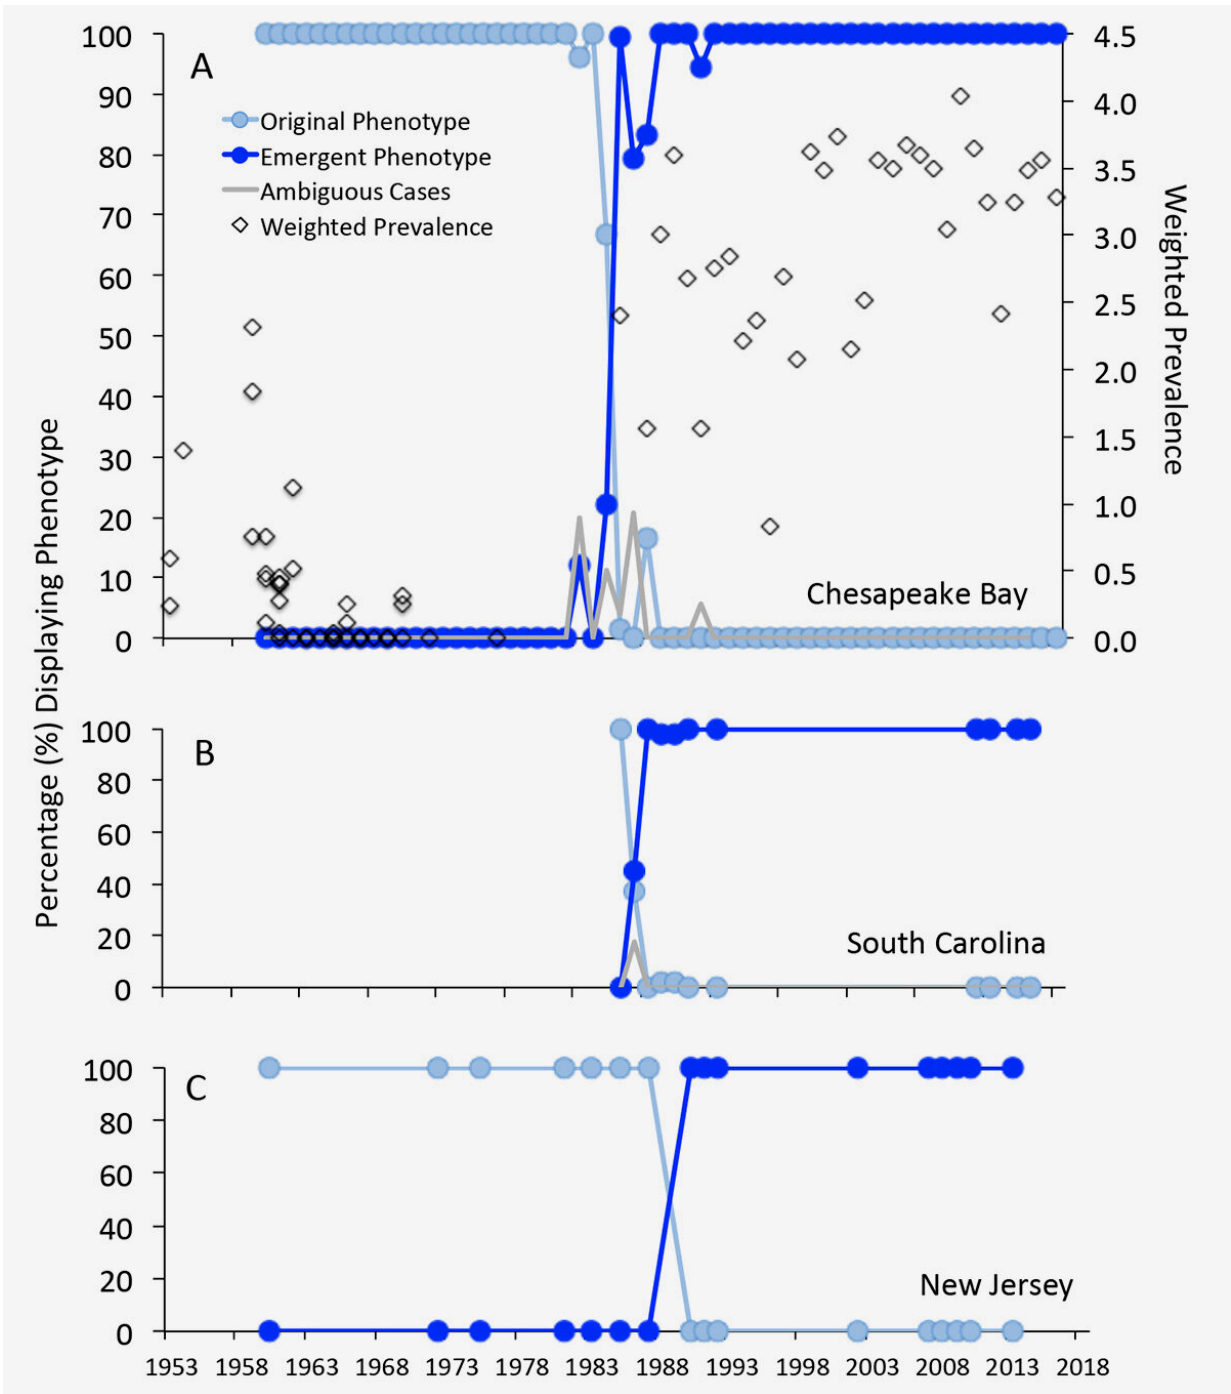 A
Original Phenotype
Emergent Phenotype
Ambiguous Cases
Weighted Prevalence
100
90
80
70
60
50
40
30
20
10
0
4.5
4.0
3.5
3.0
2.5
2.0
1.5
1.0
0.5
0.0
Weighted Prevalence
Percentage (%) Displaying Phenotype
Chesapeake Bay
B
100
80
60
40
20
0
South Carolina
C
100
80
60
40
20
0
New Jersey
1953 1958 1963 1968 1973 1978 1983 1988 1993 1998 2003 2008 2013 2018